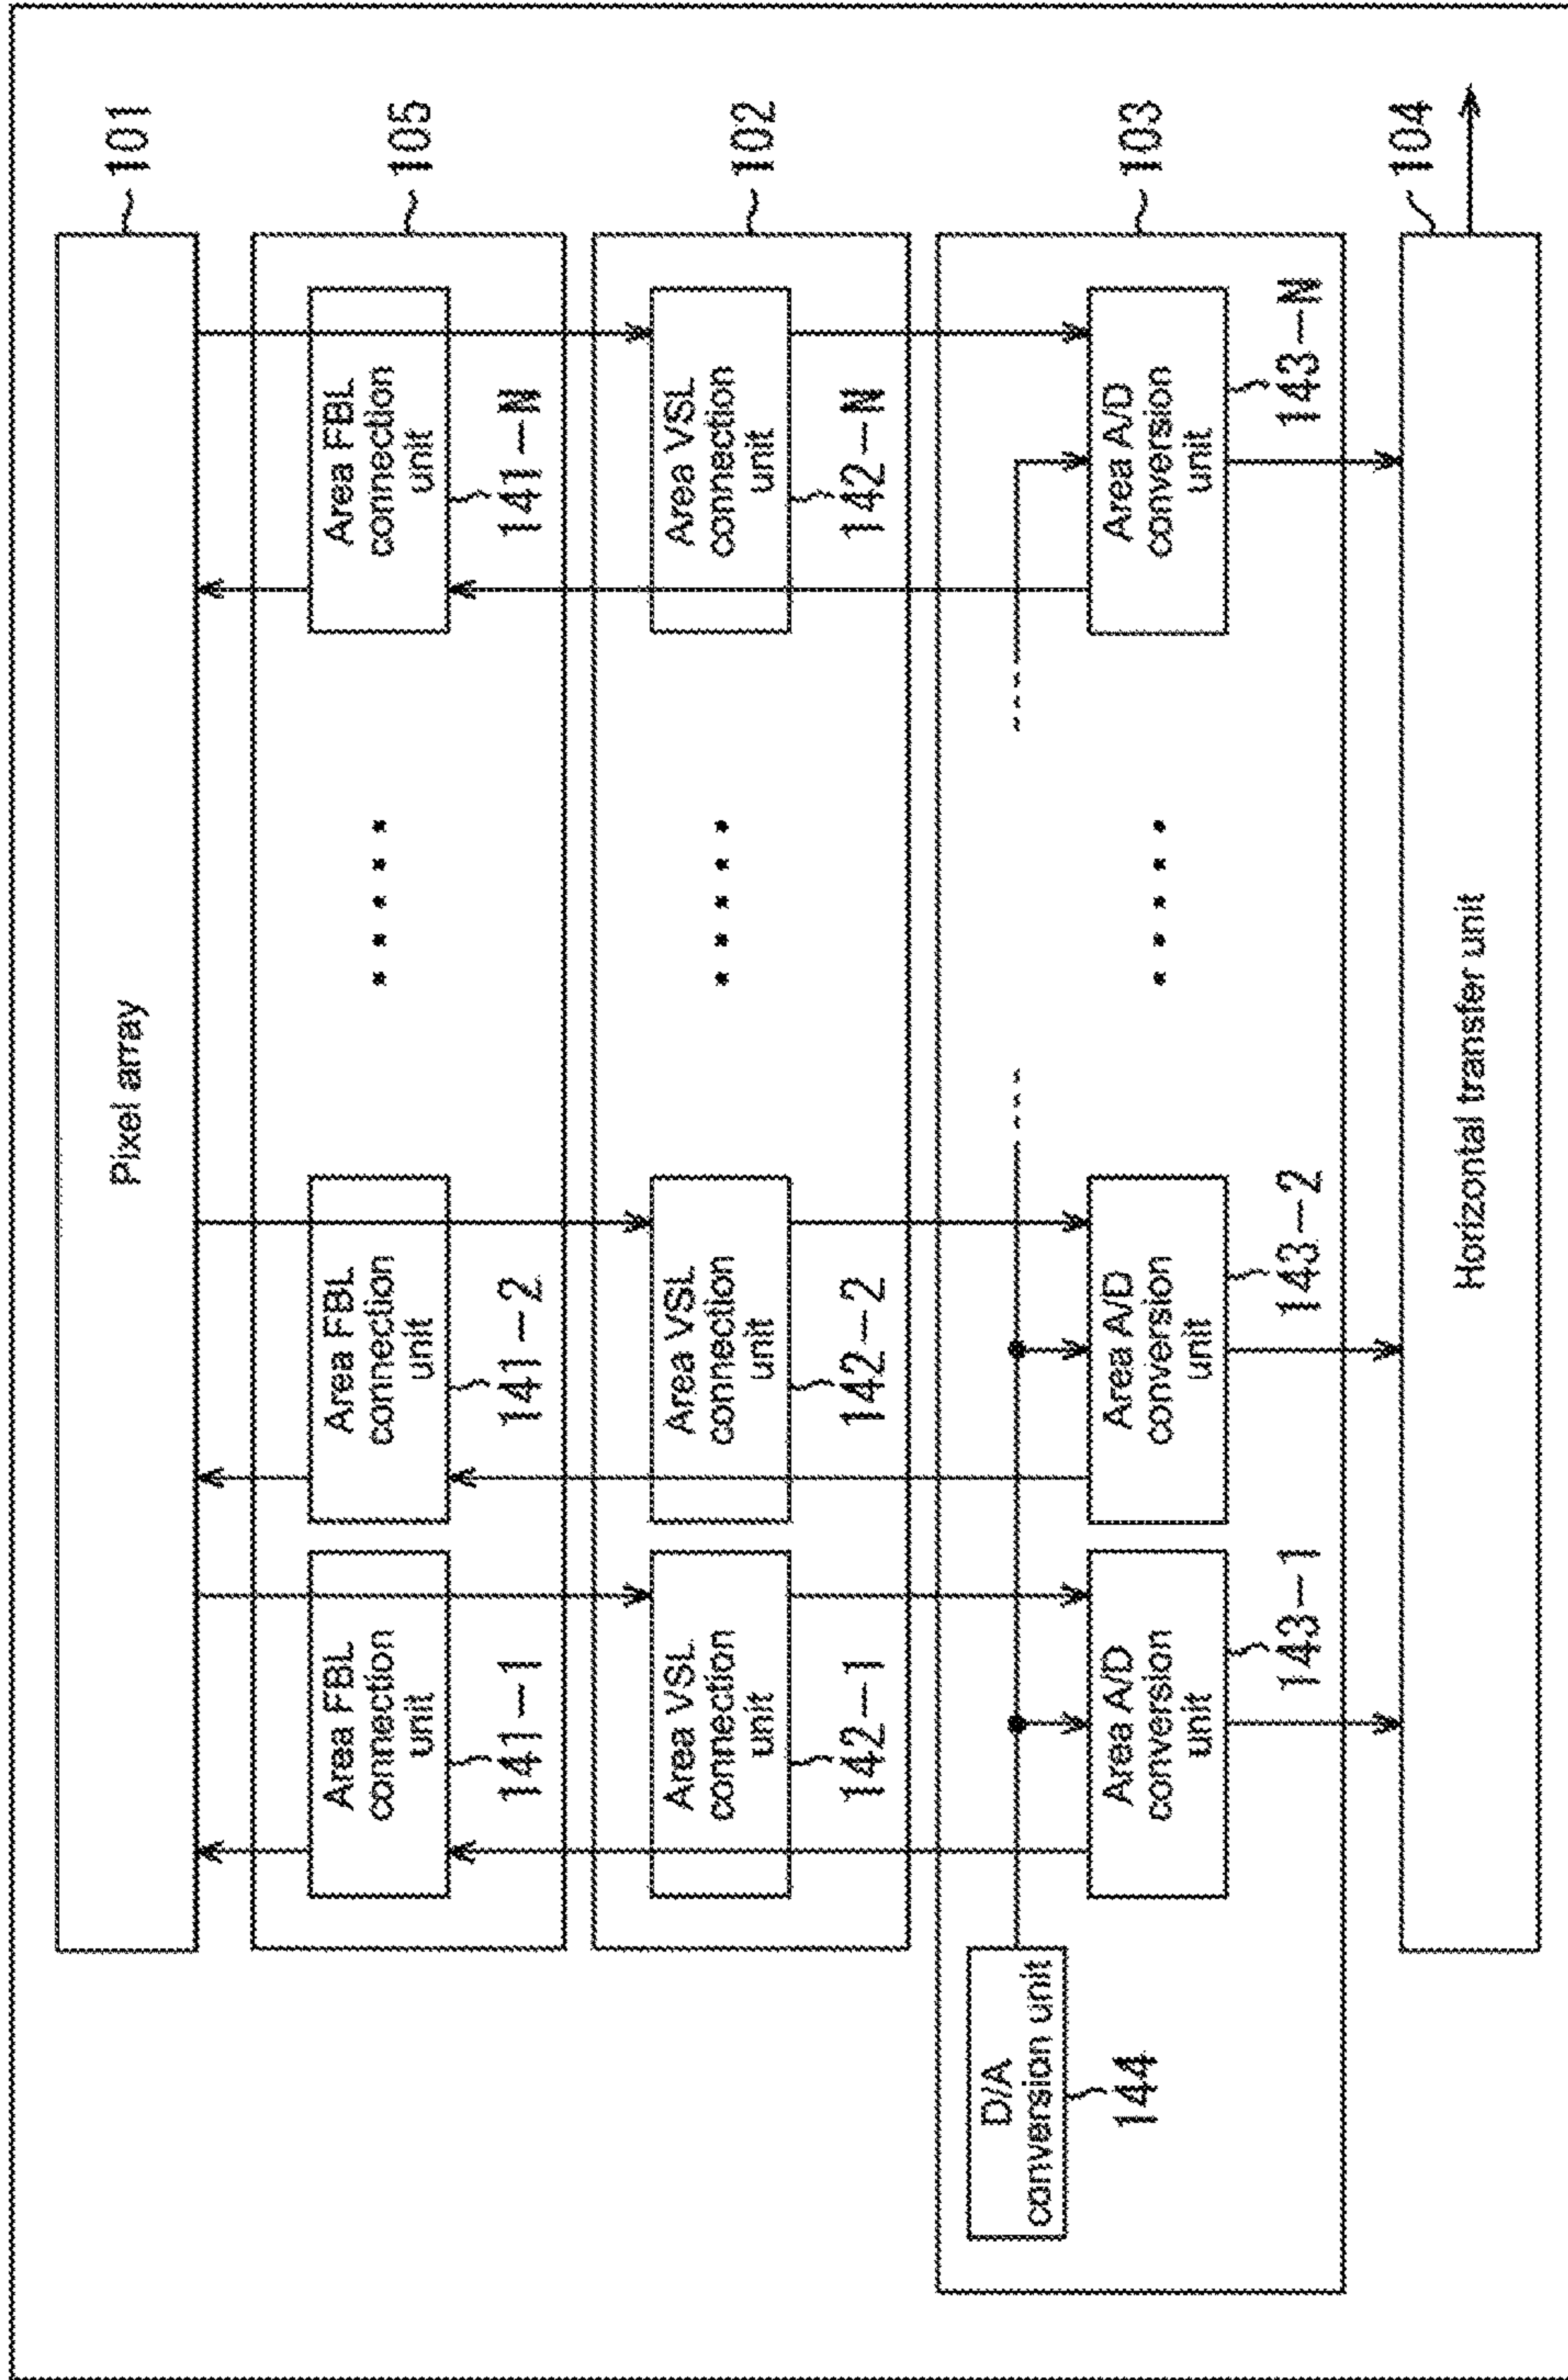 Pixel array
101
Area FBL
connection
unit
141-1
Area FBL
connection
unit
141-2
Area FBL
connection
unit
141-N
105
Area VSL
connection
unit
142-1
Area VSL
connection
unit
142-2
Area VSL
connection
unit
142-N
102
D/A
conversion unit
144
Area A/D
conversion
unit
143-1
Area A/D
conversion
unit
143-2
Area A/D
conversion
unit
143-N
103
Horizontal transfer unit
104